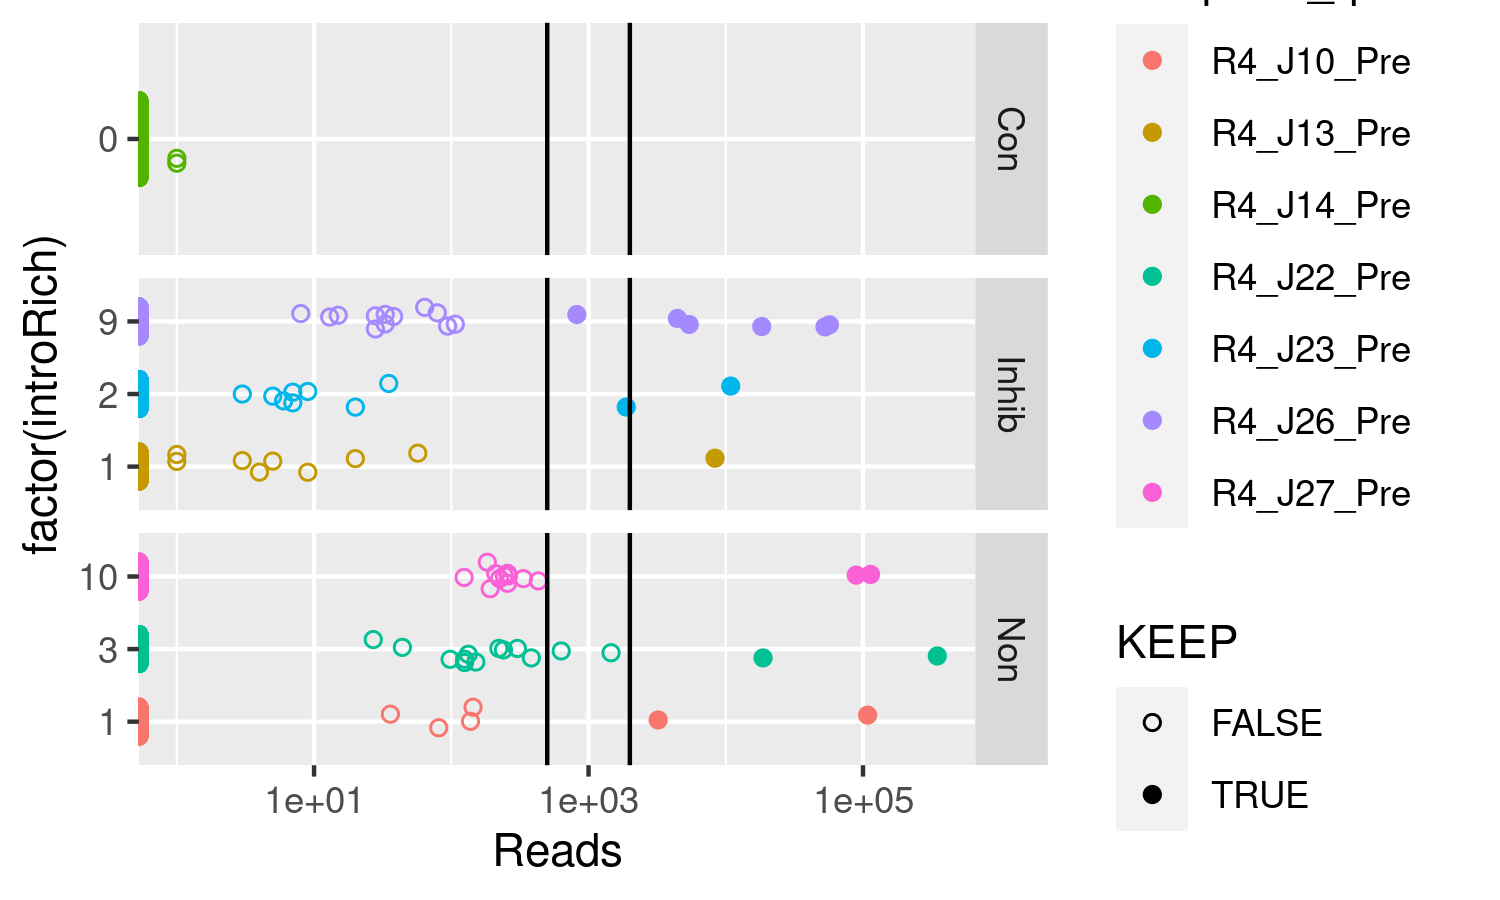 factor(introRich)
0
Con
9
2
1
Inhib
10
3
1
Non
1e+01
1e+03
1e+05
Reads
R4_J10_Pre
R4_J13_Pre
R4_J14_Pre
R4_J22_Pre
R4_J23_Pre
R4_J26_Pre
R4_J27_Pre
KEEP
FALSE
TRUE